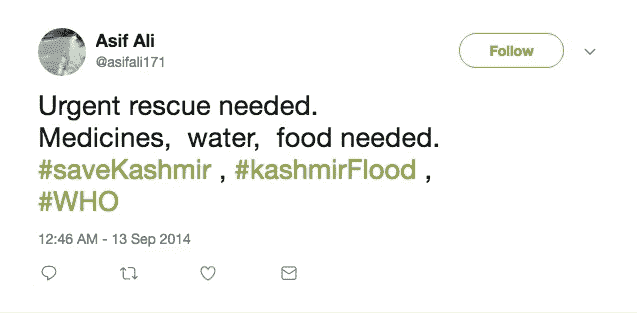 Asif Ali
@asifali171
Follow
Urgent rescue needed.
Medicines, water, food needed.
#saveKashmir , #kashmirFlood ,
#WHO
12:46 AM - 13 Sep 2014